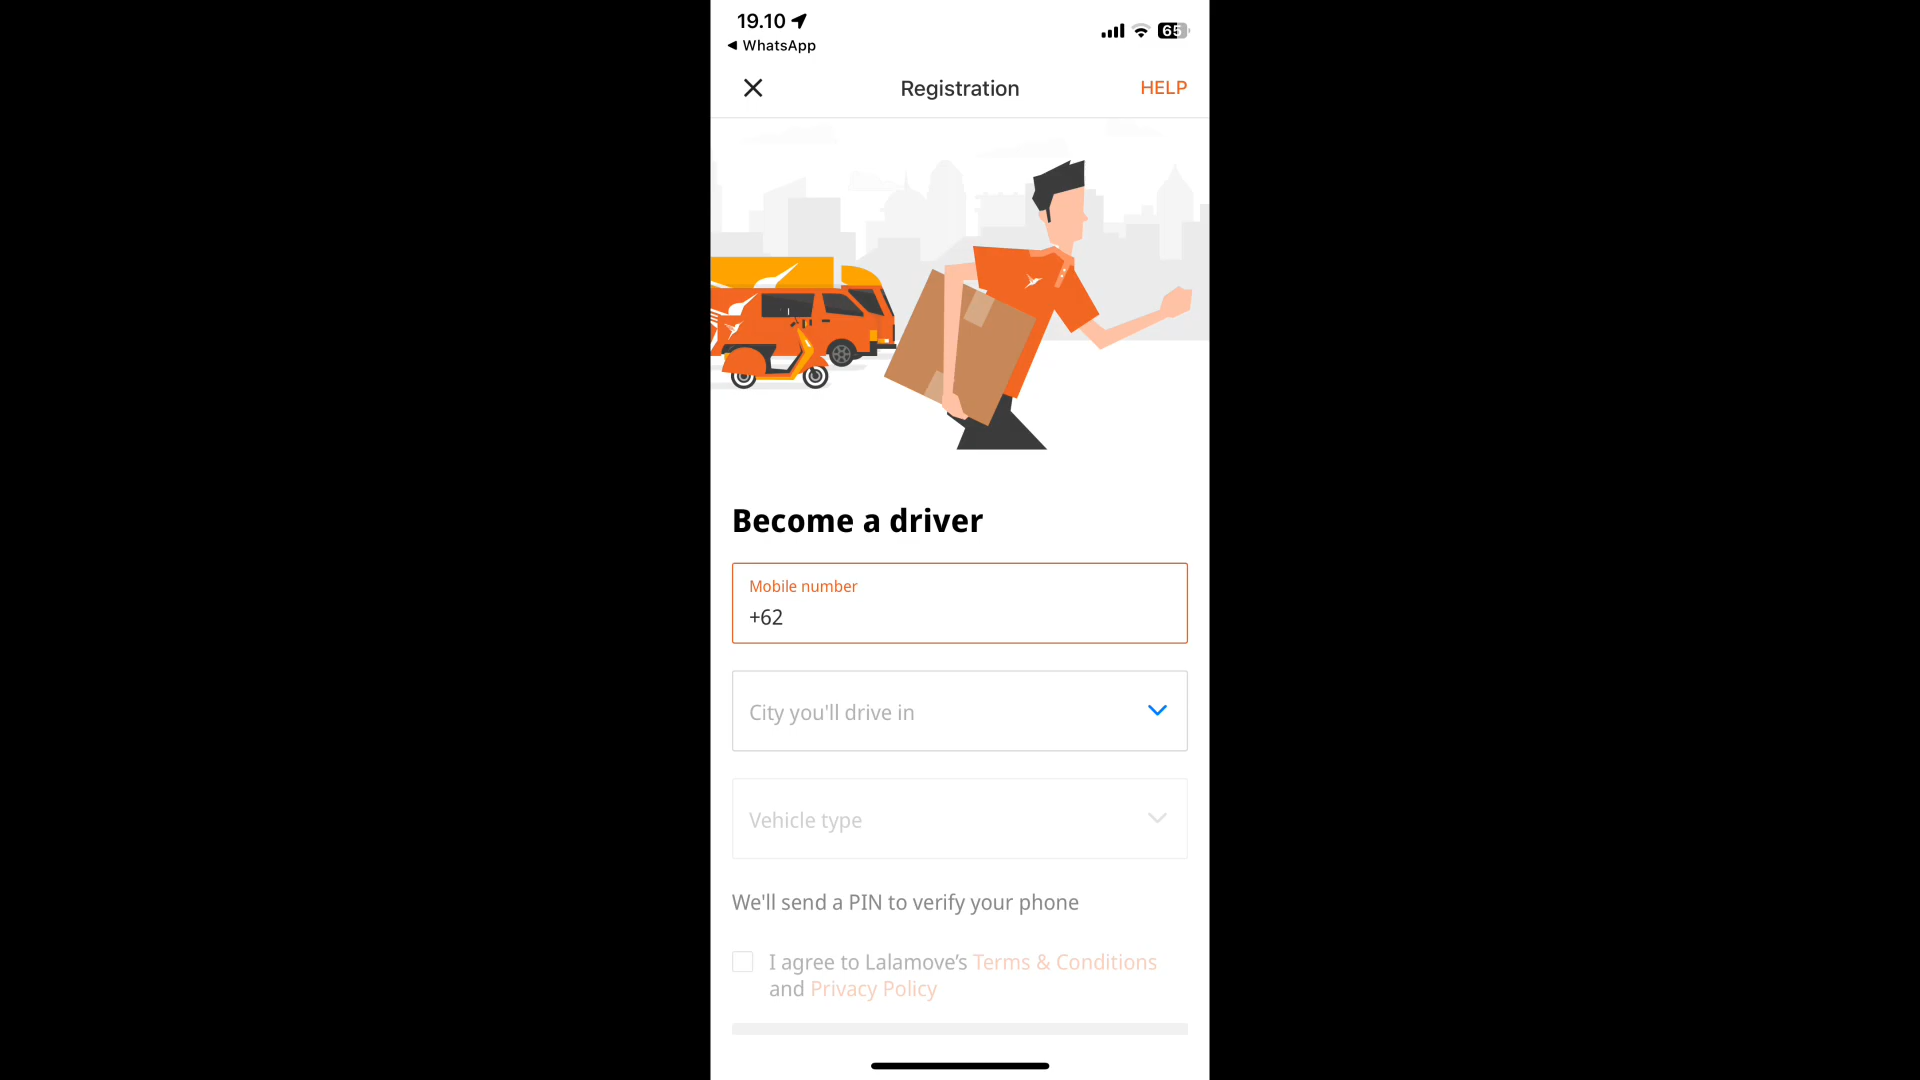 19.10
65
◀ WhatsApp
Registration
HELP
Become a driver
Mobile number
+62
City you'll drive in
Vehicle type
We'll send a PIN to verify your phone
I agree to Lalamove’s Terms & Conditions
and Privacy Policy